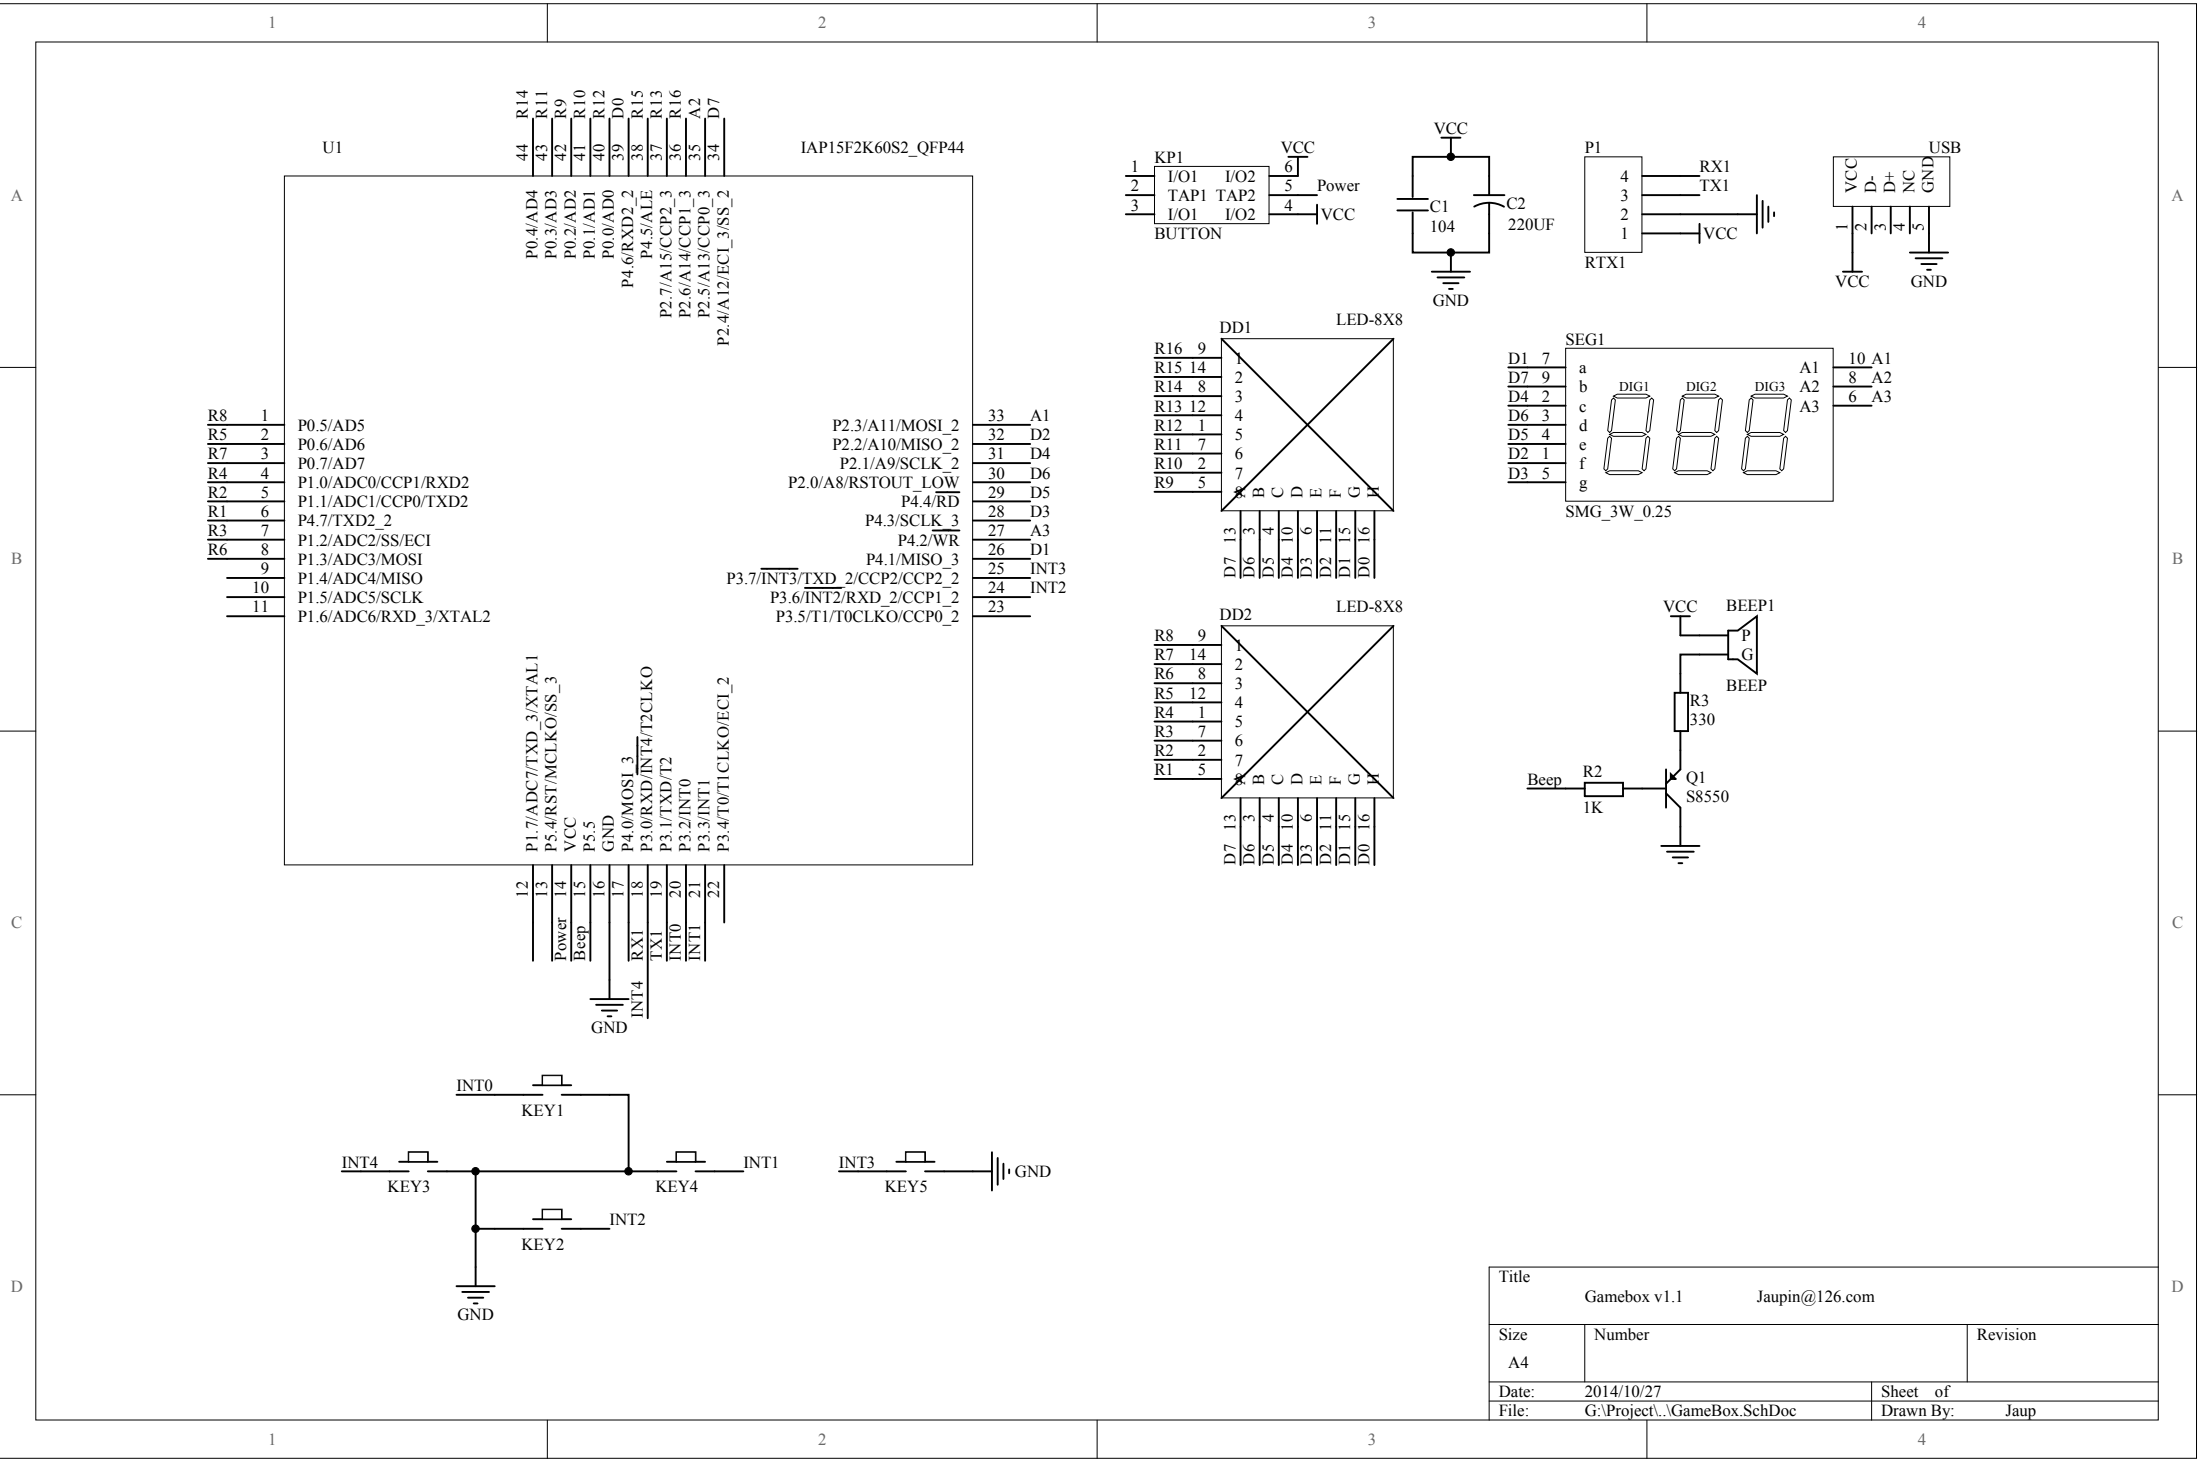 1 2 3 4
A
B
C
D
U1
IAP15F2K60S2_QFP44
R14
R11
R9
R10
R12
D0
R15
R13
R16
A2
D7
44
43
42
41
40
39
38
37
36
35
34
P0.4/AD4
P0.3/AD3
P0.2/AD2
P0.1/AD1
P0.0/AD0
P4.6/RXD2_2
P4.5/ALE
P2.7/A15/CCP2_3
P2.6/A14/CCP1_3
P2.5/A13/CCP0_3
P2.4/A12/ECI_3/SS_2
R8 1 P0.5/AD5
R5 2 P0.6/AD6
R7 3 P0.7/AD7
R4 4 P1.0/ADC0/CCP1/RXD2
R2 5 P1.1/ADC1/CCP0/TXD2
R1 6 P4.7/TXD2_2
R3 7 P1.2/ADC2/SS/ECI
R6 8 P1.3/ADC3/MOSI
9 P1.4/ADC4/MISO
10 P1.5/ADC5/SCLK
11 P1.6/ADC6/RXD_3/XTAL2
P2.3/A11/MOSI_2 33 A1
P2.2/A10/MISO_2 32 D2
P2.1/A9/SCLK_2 31 D4
P2.0/A8/RSTOUT_LOW 30 D6
P4.4/RD 29 D5
P4.3/SCLK_3 28 D3
P4.2/WR 27 A3
P4.1/MISO_3 26 D1
P3.7/INT3/TXD_2/CCP2/CCP2_2 25 INT3
P3.6/INT2/RXD_2/CCP1_2 24 INT2
P3.5/T1/T0CLKO/CCP0_2 23
P1.7/ADC7/TXD_3/XTAL1
P5.4/RST/MCLKO/SS_3
VCC
P5.5
GND
P4.0/MOSI_3
P3.0/RXD/INT4/T2CLKO
P3.1/TXD/T2
P3.2/INT0
P3.3/INT1
P3.4/T0/T1CLKO/ECI_2
12
13
14
15
16
17
18
19
20
21
22
Power
Beep
RX1
TX1
INT0
INT1
INT4
GND
INT0
KEY1
INT4
KEY3
KEY4
INT1
INT3
KEY5
GND
INT2
KEY2
GND
KP1
VCC
1 I/O1 I/O2 6
2 TAP1 TAP2 5 Power
3 I/O1 I/O2 4 VCC
BUTTON
VCC
C1
104
C2
220UF
GND
P1
4 RX1
3 TX1
2
1 VCC
RTX1
USB
VCC
D-
D+
NC
GND
1
2
3
4
5
VCC
GND
DD1
LED-8X8
R16 9 1
R15 14 2
R14 8 3
R13 12 4
R12 1 5
R11 7 6
R10 2 7
R9 5 8
A B C D E F G H
13 3 4 10 6 11 15 16
D7 D6 D5 D4 D3 D2 D1 D0
SEG1
D1 7 a
D7 9 b
D4 2 c
D6 3 d
D5 4 e
D2 1 f
D3 5 g
DIG1 DIG2 DIG3
A1 10 A1
A2 8 A2
A3 6 A3
SMG_3W_0.25
DD2
LED-8X8
R8 9 1
R7 14 2
R6 8 3
R5 12 4
R4 1 5
R3 7 6
R2 2 7
R1 5 8
A B C D E F G H
13 3 4 10 6 11 15 16
D7 D6 D5 D4 D3 D2 D1 D0
VCC
BEEP1
P
G
BEEP
R3
330
Beep
R2
1K
Q1
S8550
Title
Gamebox v1.1 Jaupin@126.com
Size Number Revision
A4
Date: 2014/10/27 Sheet of
File: G:\Project\..\GameBox.SchDoc Drawn By: Jaup
A
B
C
D
1 2 3 4